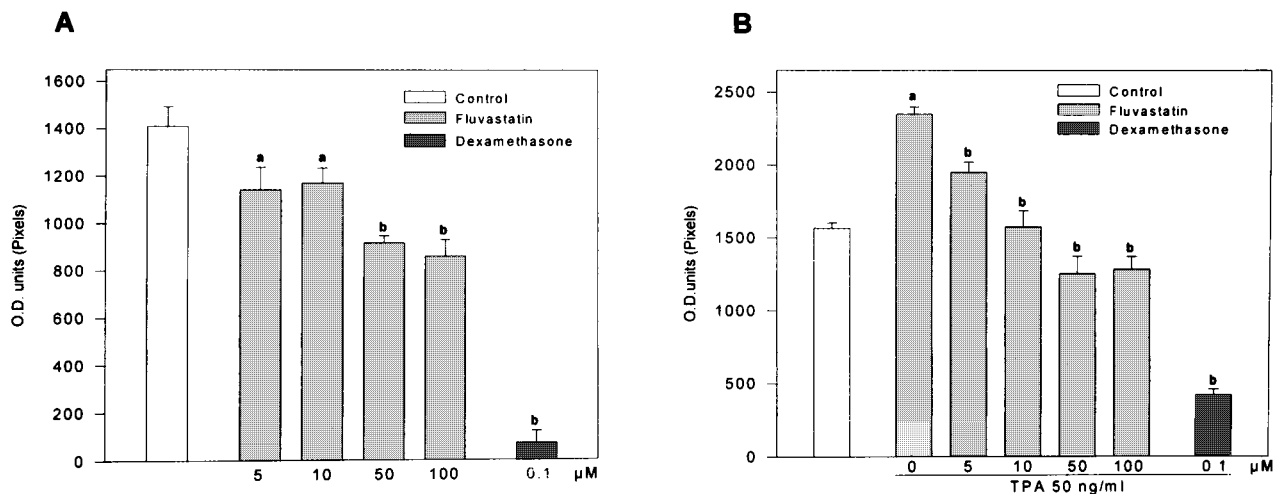 A
1600
1400
1200
1000
800
600
400
200
0
O.D. units (Pixels)
Control
Fluvastatin
Dexamethasone
a
a
b
b
b
5 10 50 100 0.1 µM
B
2500
2000
1500
1000
500
0
O.D.units (Pixels)
Control
Fluvastatin
Dexamethasone
a
b
b
b
b
b
0 5 10 50 100 0 1 µM
TPA 50 ng/ml